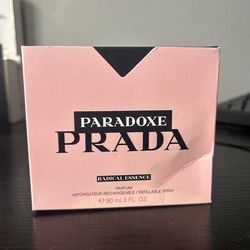 PARADOXE
PRADA
RADICAL ESSENCE
PARFUM
VAPORISATEUR RECHARGEABLE / REFILLABLE SPRAY
℮ 90 ml / 3 FL. OZ.